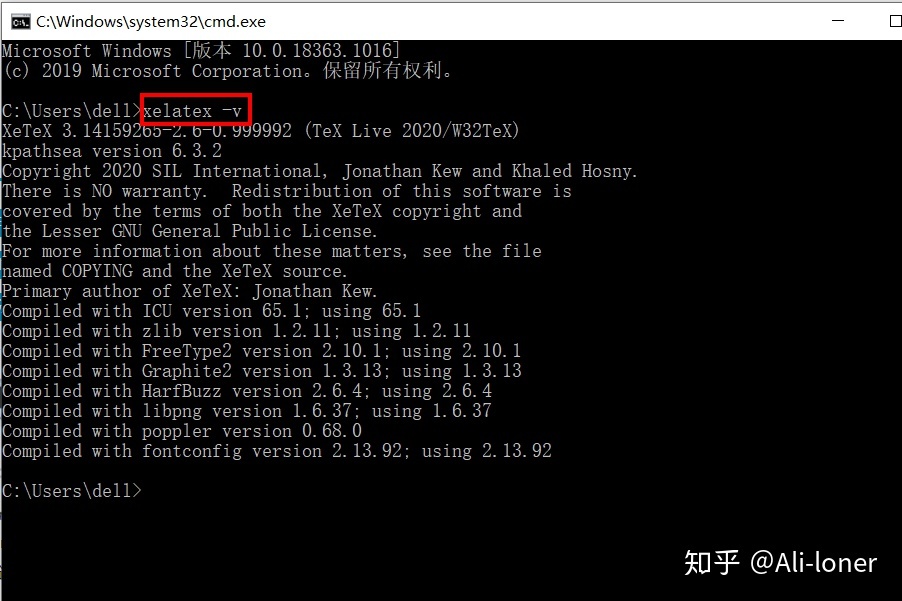 C:\Windows\system32\cmd.exe
Microsoft Windows [版本 10.0.18363.1016]
(c) 2019 Microsoft Corporation。保留所有权利。
C:\Users\dell>xelatex -v
XeTeX 3.14159265-2.6-0.999992 (TeX Live 2020/W32TeX)
kpathsea version 6.3.2
Copyright 2020 SIL International, Jonathan Kew and Khaled Hosny.
There is NO warranty.  Redistribution of this software is
covered by the terms of both the XeTeX copyright and
the Lesser GNU General Public License.
For more information about these matters, see the file
named COPYING and the XeTeX source.
Primary author of XeTeX: Jonathan Kew.
Compiled with ICU version 65.1; using 65.1
Compiled with zlib version 1.2.11; using 1.2.11
Compiled with FreeType2 version 2.10.1; using 2.10.1
Compiled with Graphite2 version 1.3.13; using 1.3.13
Compiled with HarfBuzz version 2.6.4; using 2.6.4
Compiled with libpng version 1.6.37; using 1.6.37
Compiled with poppler version 0.68.0
Compiled with fontconfig version 2.13.92; using 2.13.92
C:\Users\dell>
知乎 @Ali-loner